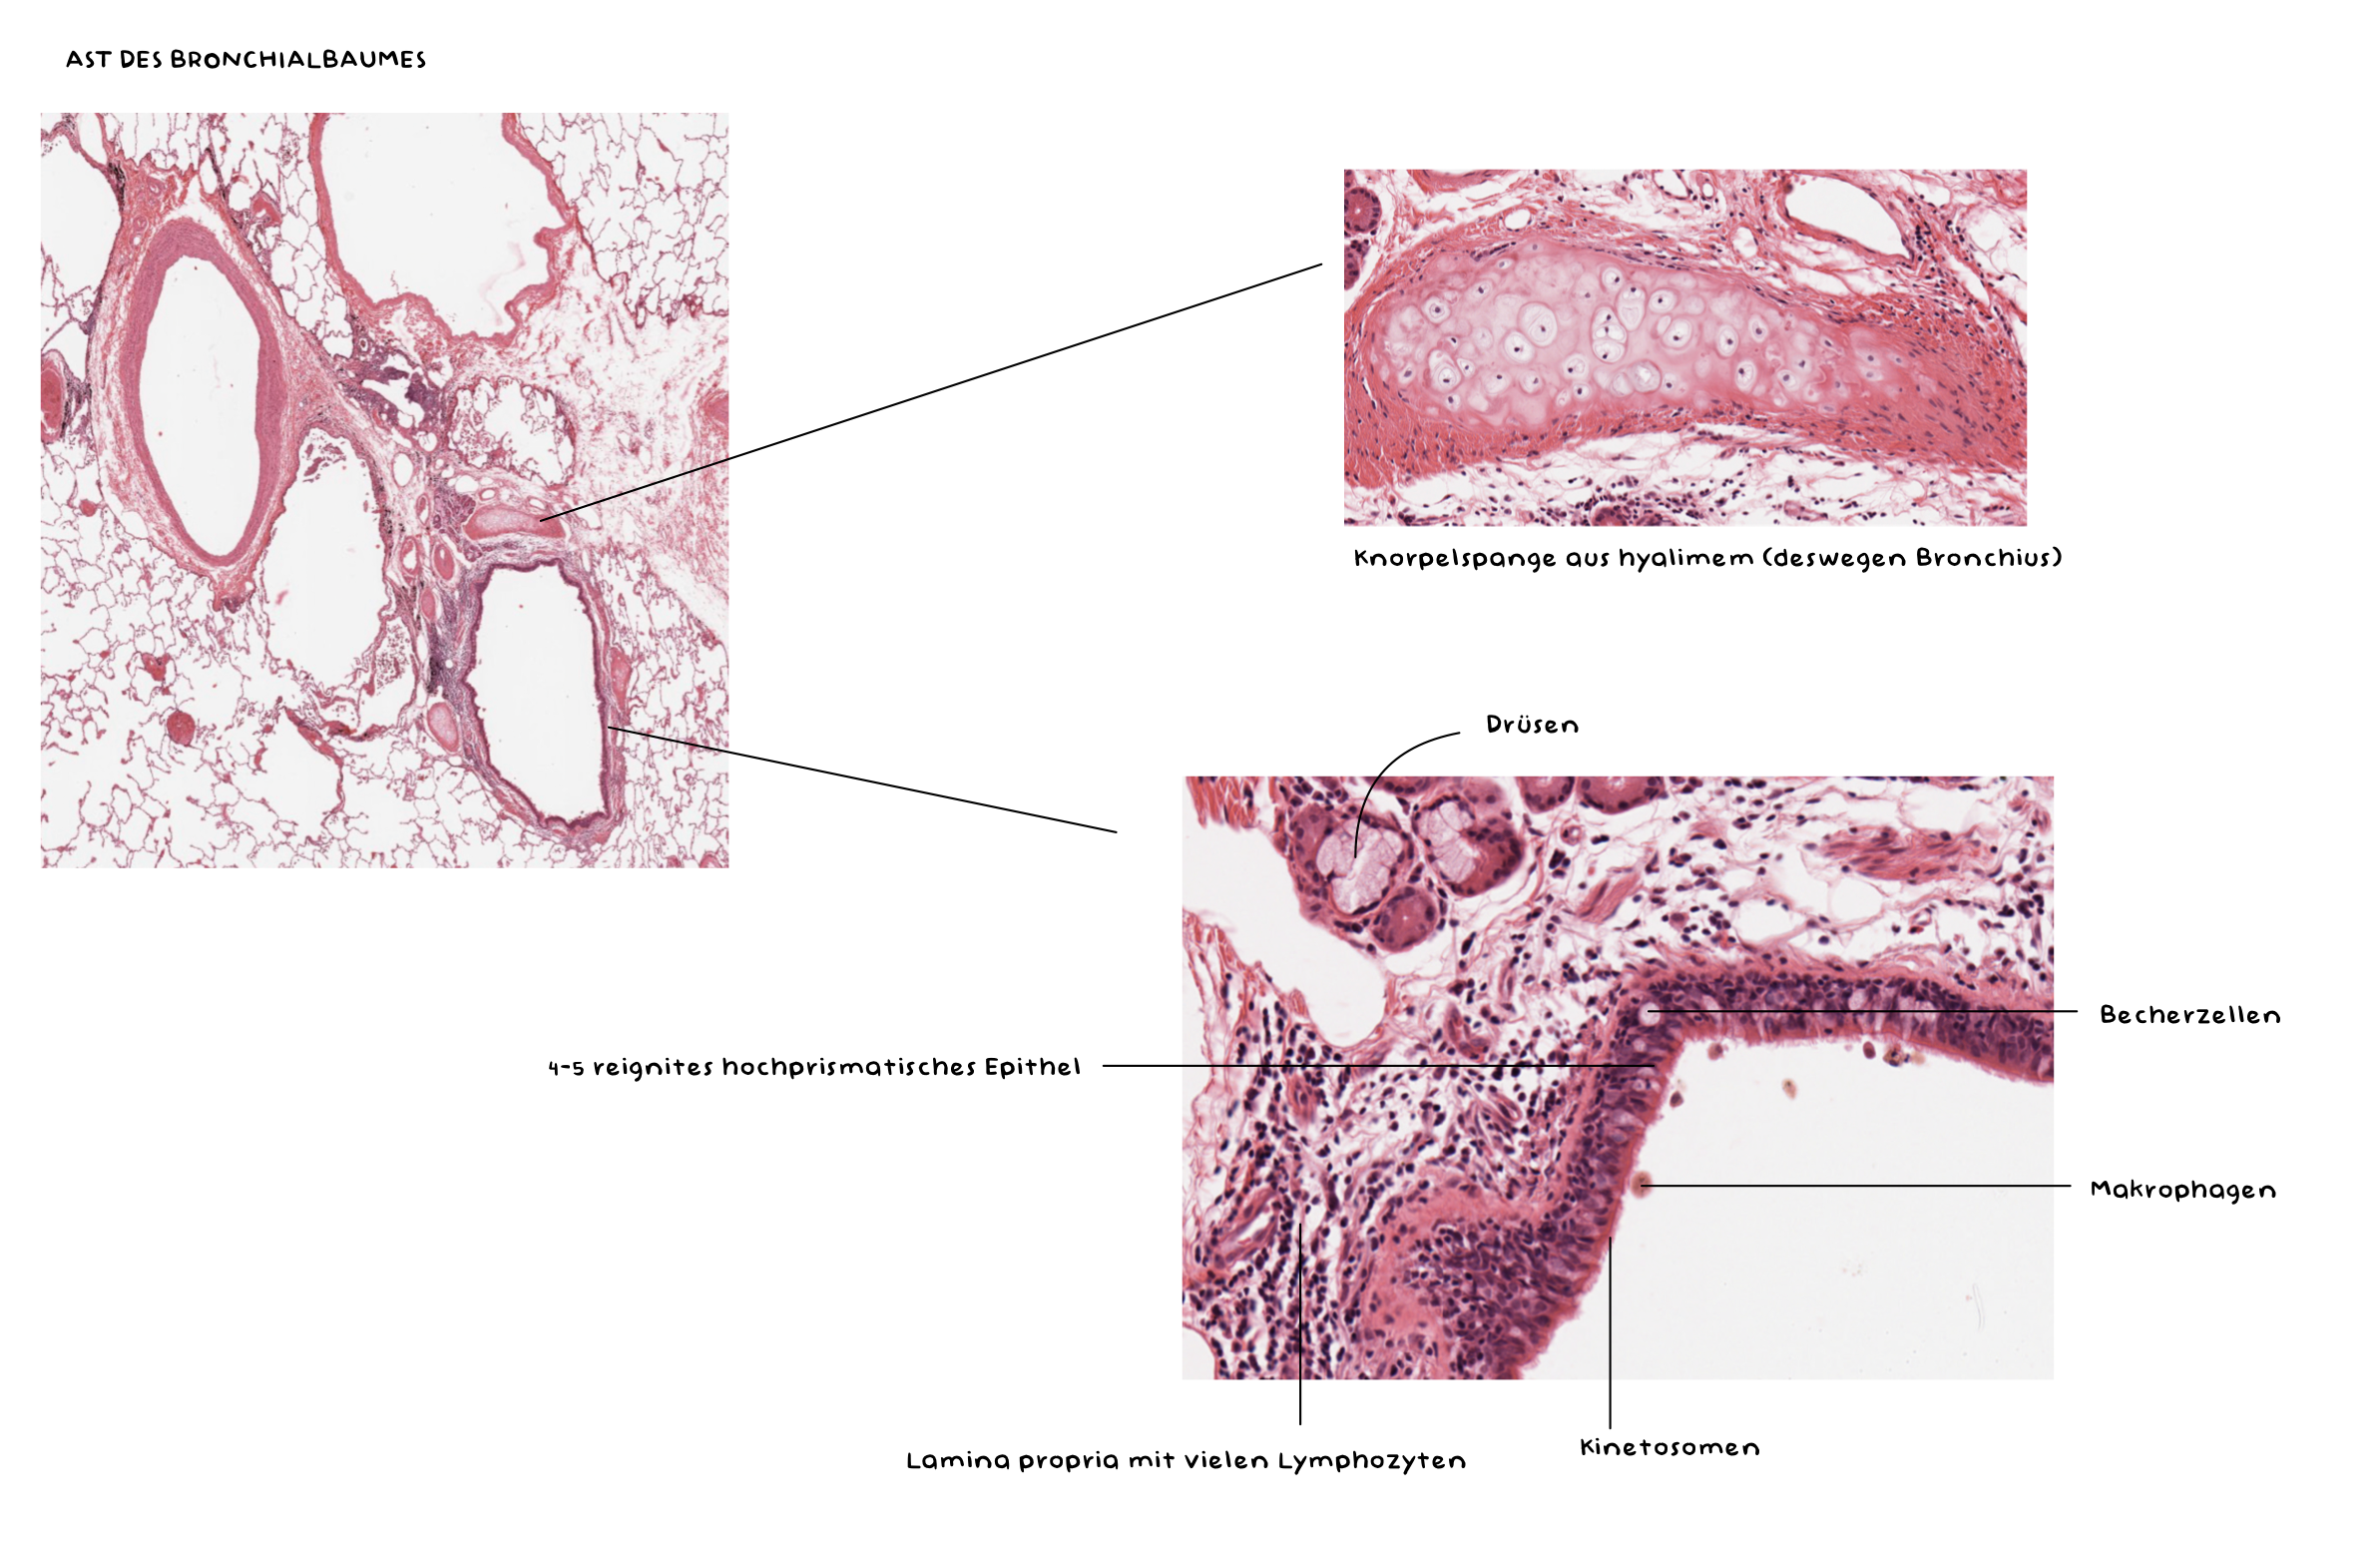 AST DES BRONCHIALBAUMES
Knorpelspange aus hyalimem (deswegen Bronchius)
Drüsen
Becherzellen
4-5 reignites hochprismatisches Epithel
Makrophagen
Kinetosomen
Lamina propria mit vielen Lymphozyten